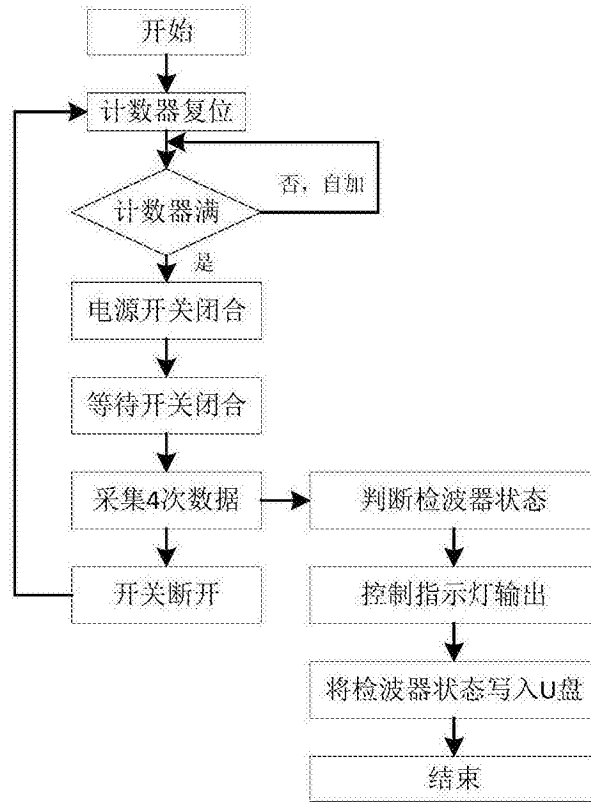 开始
计数器复位
否，自加
计数器满
是
电源开关闭合
等待开关闭合
采集4次数据
判断检波器状态
开关断开
控制指示灯输出
将检波器状态写入U盘
结束